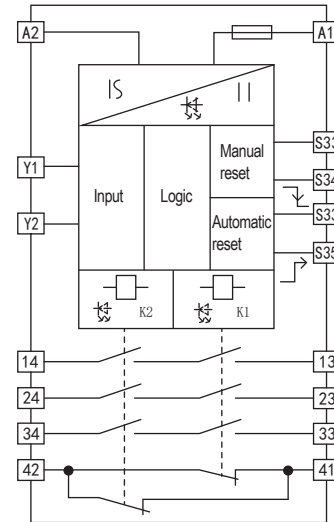 A2 A1
IS II
Manual
reset
S33
Y1 S34
Input Logic
Y2 Automatic
reset
S33
S35
K2 K1
14 13
24 23
34 33
42 41